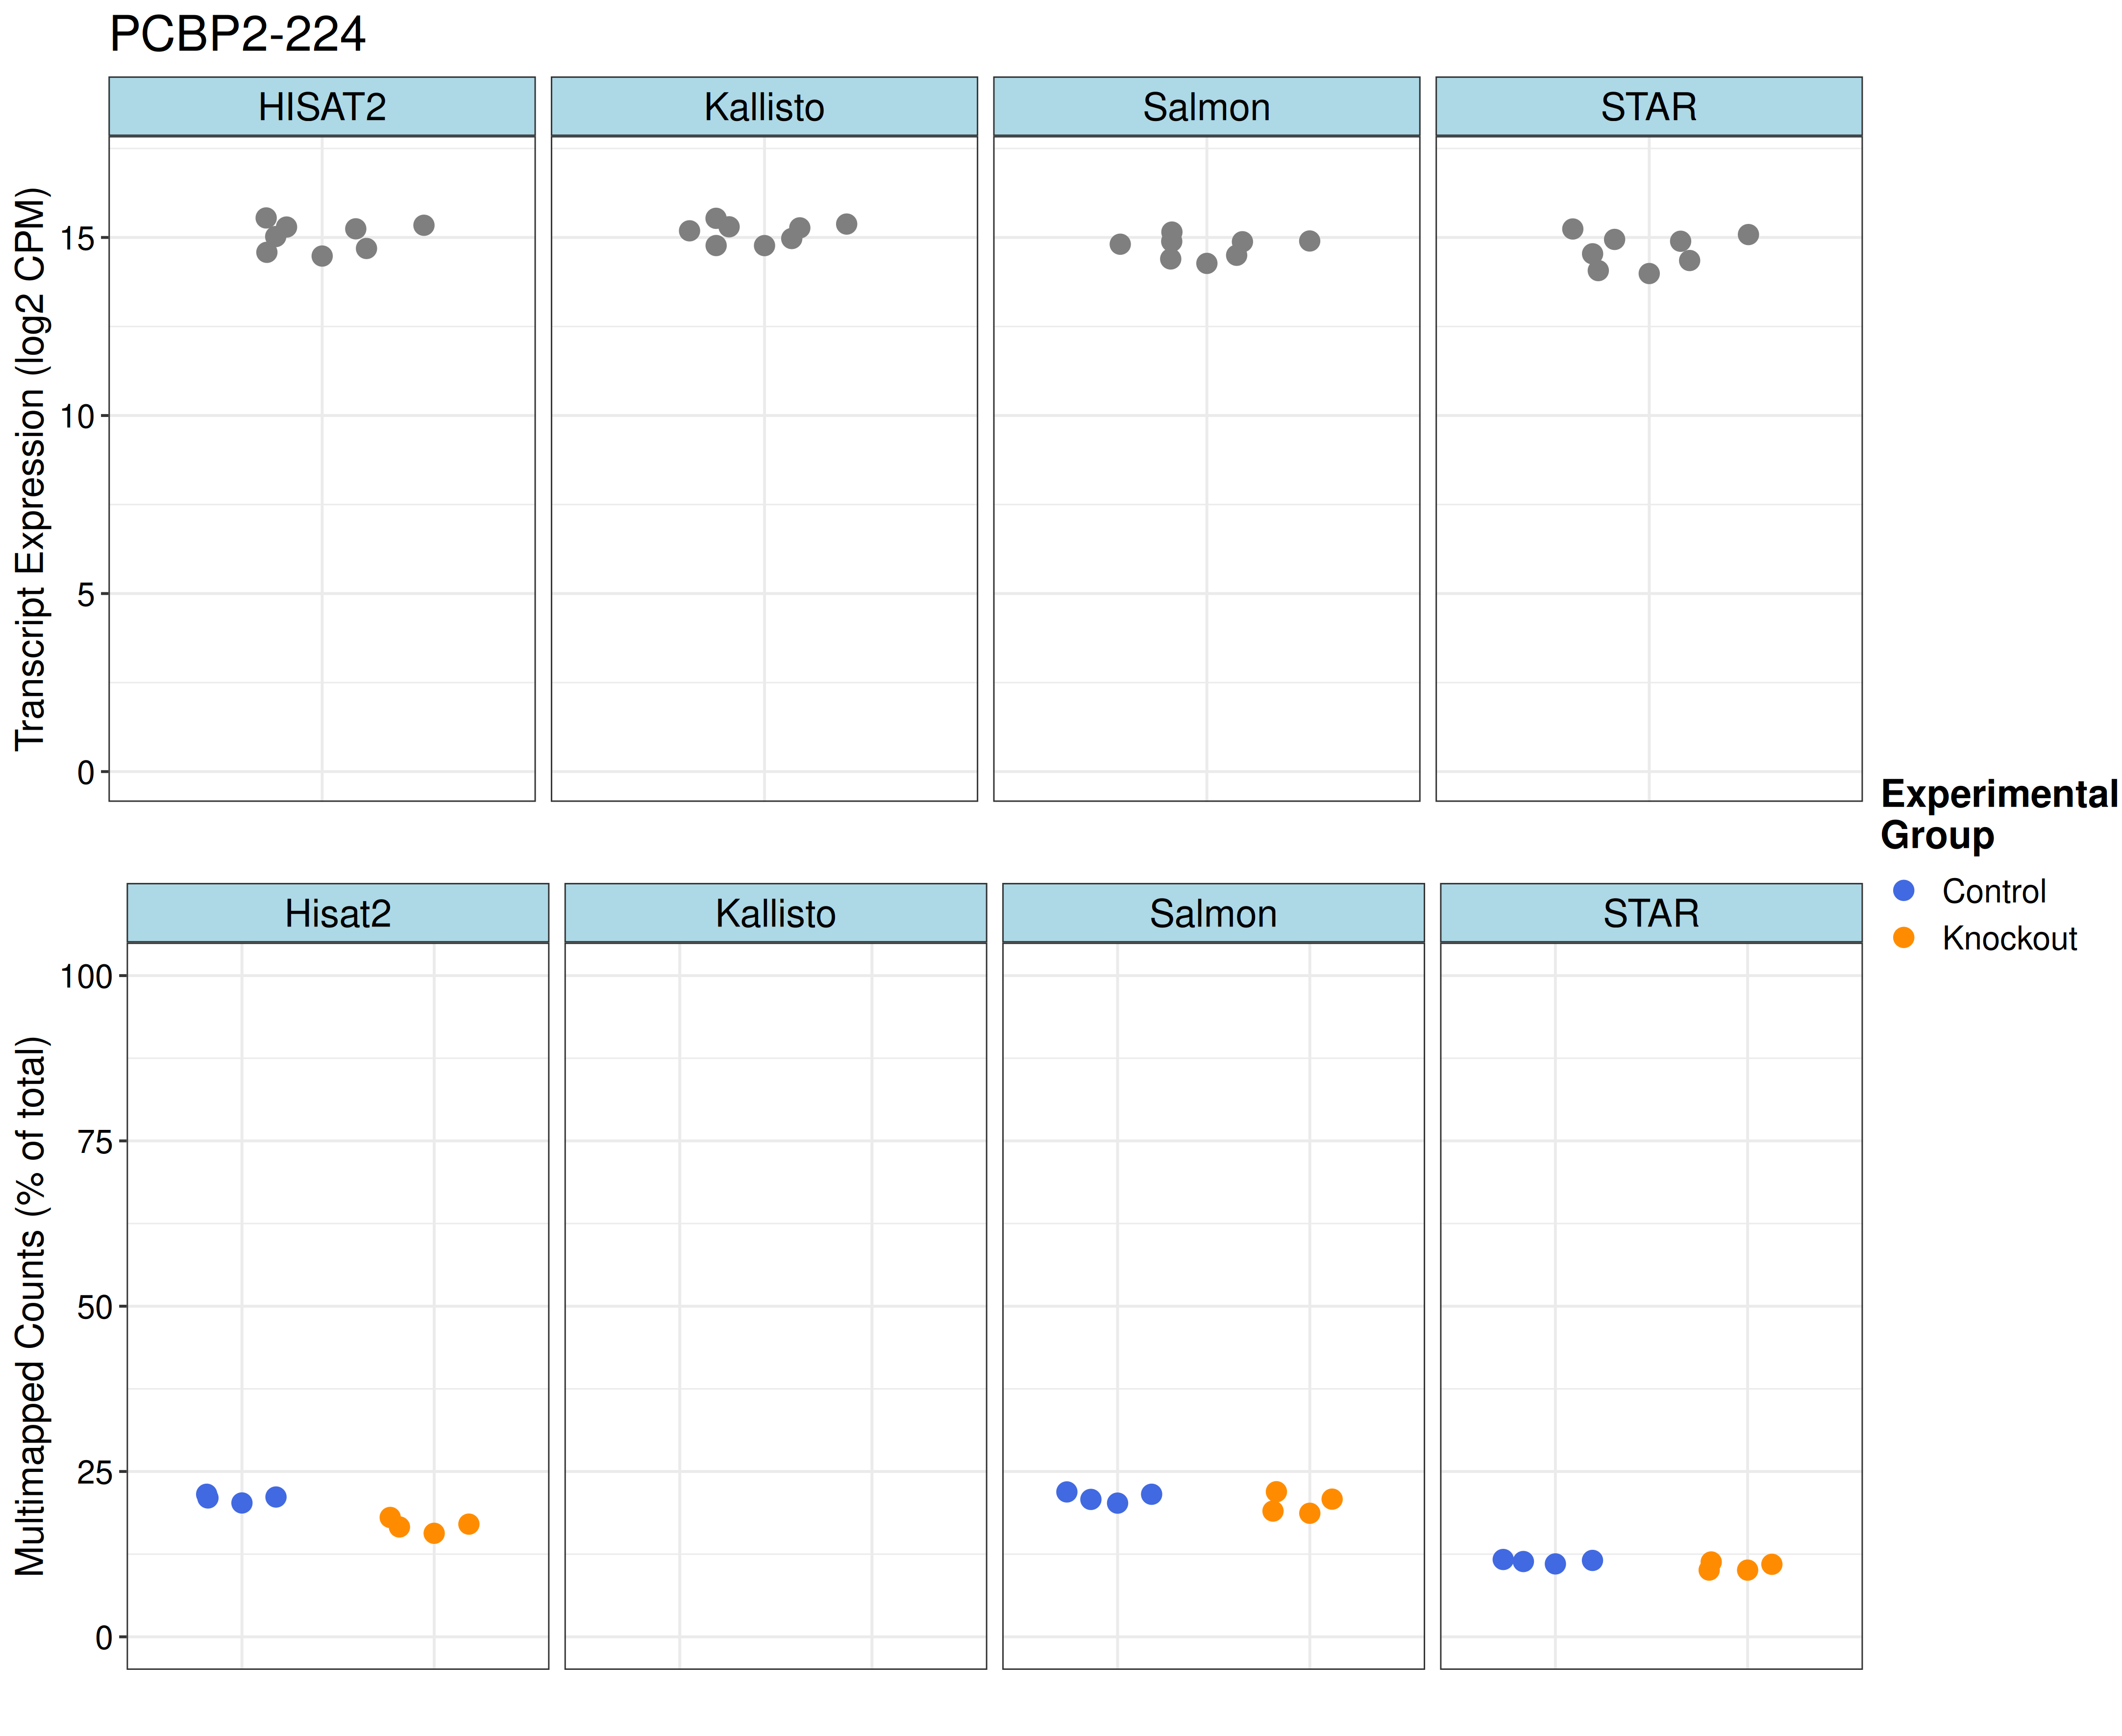 PCBP2-224
HISAT2 Kallisto Salmon STAR
Transcript Expression (log2 CPM)
15
10
5
0
Hisat2 Kallisto Salmon STAR
Multimapped Counts (% of total)
100
75
50
25
0
Experimental
Group
Control
Knockout